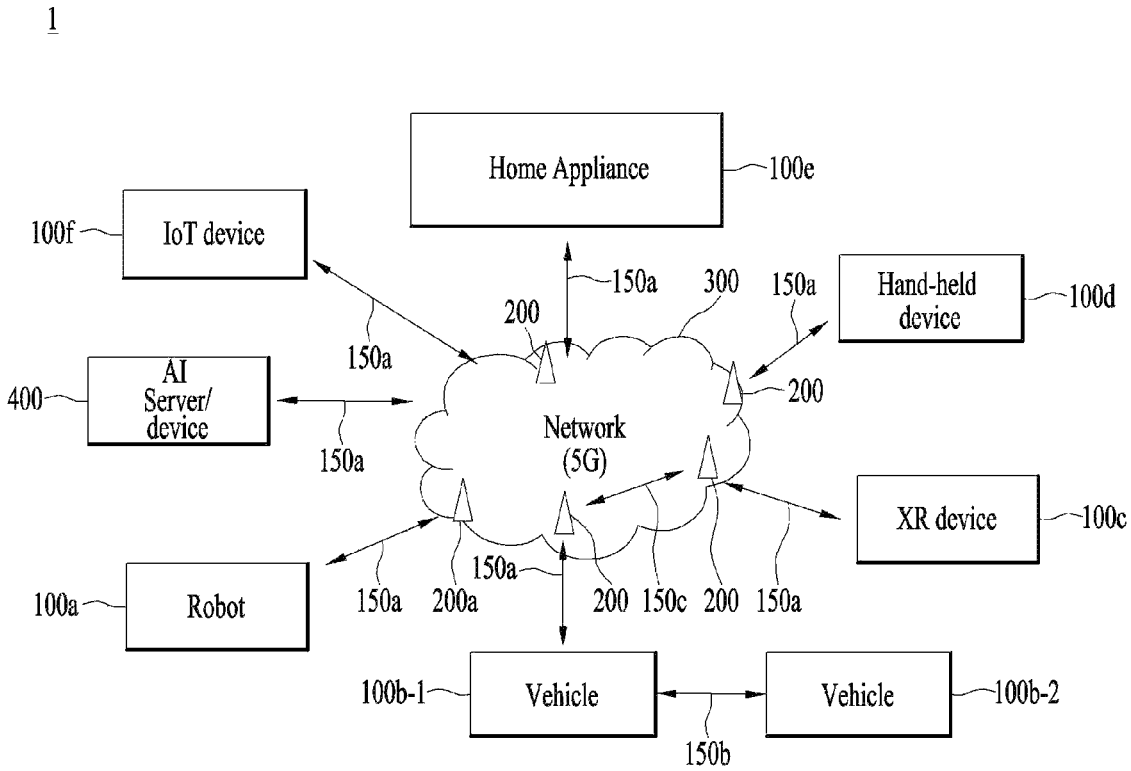 1
Home Appliance
100e
IoT device
100f
150a
300
150a
Hand-held
device
100d
200
150a
AI
Server/
device
400
200
150a
Network
(5G)
XR device
100c
150a
150a
200a
200
150c
200
150a
Robot
100a
Vehicle
100b-1
Vehicle
100b-2
150b